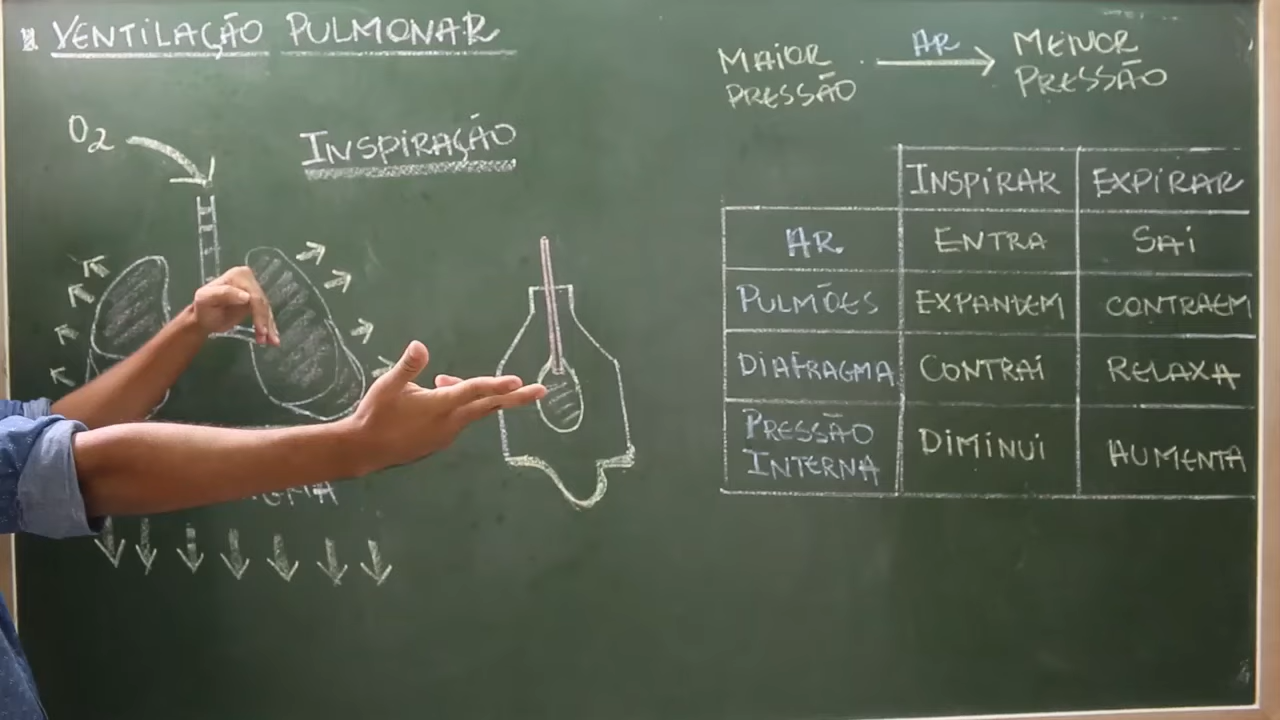 VENTILAÇÃO PULMONAR
O2
INSPIRAÇÃO
MAIOR PRESSÃO
AR
MENOR PRESSÃO
INSPIRAR EXPIRAR
AR ENTRA SAI
PULMÕES EXPANDEM CONTRAEM
DIAFRAGMA CONTRAI RELAXA
PRESSÃO INTERNA DIMINUI AUMENTA